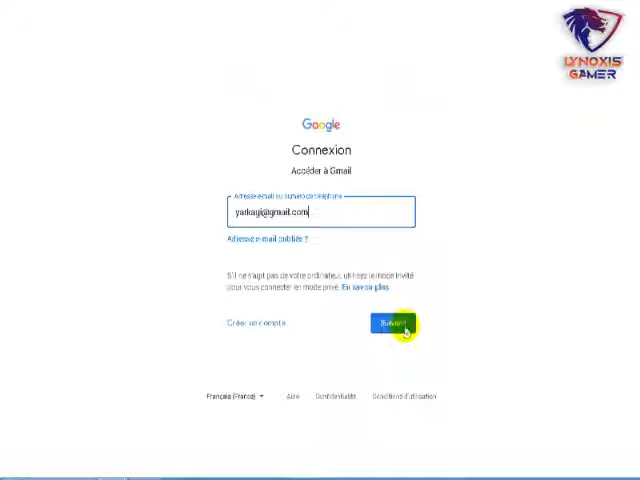 LYNOXIS
GAMER
Google
Connexion
Accéder à Gmail
Adresse e-mail ou numéro de téléphone
yarkagi@gmail.com
Adresse e-mail oubliée ?
S'il ne s'agit pas de votre ordinateur, utilisez le mode Invité
pour vous connecter en mode privé. En savoir plus
Créer un compte
Suivant
Français (France)
Aide
Confidentialité
Conditions d'utilisation